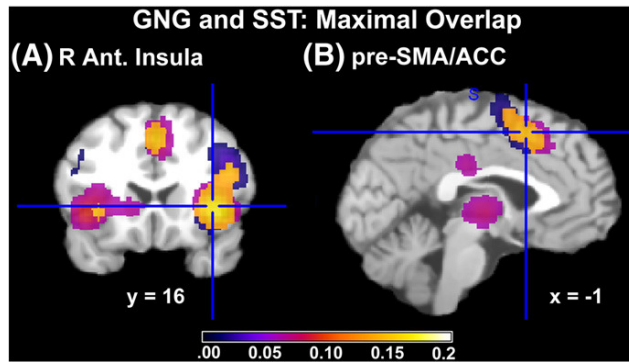 GNG and SST: Maximal Overlap
(A) R Ant. Insula
(B) pre-SMA/ACC
S
y = 16
x = -1
.00 0.05 0.10 0.15 0.2